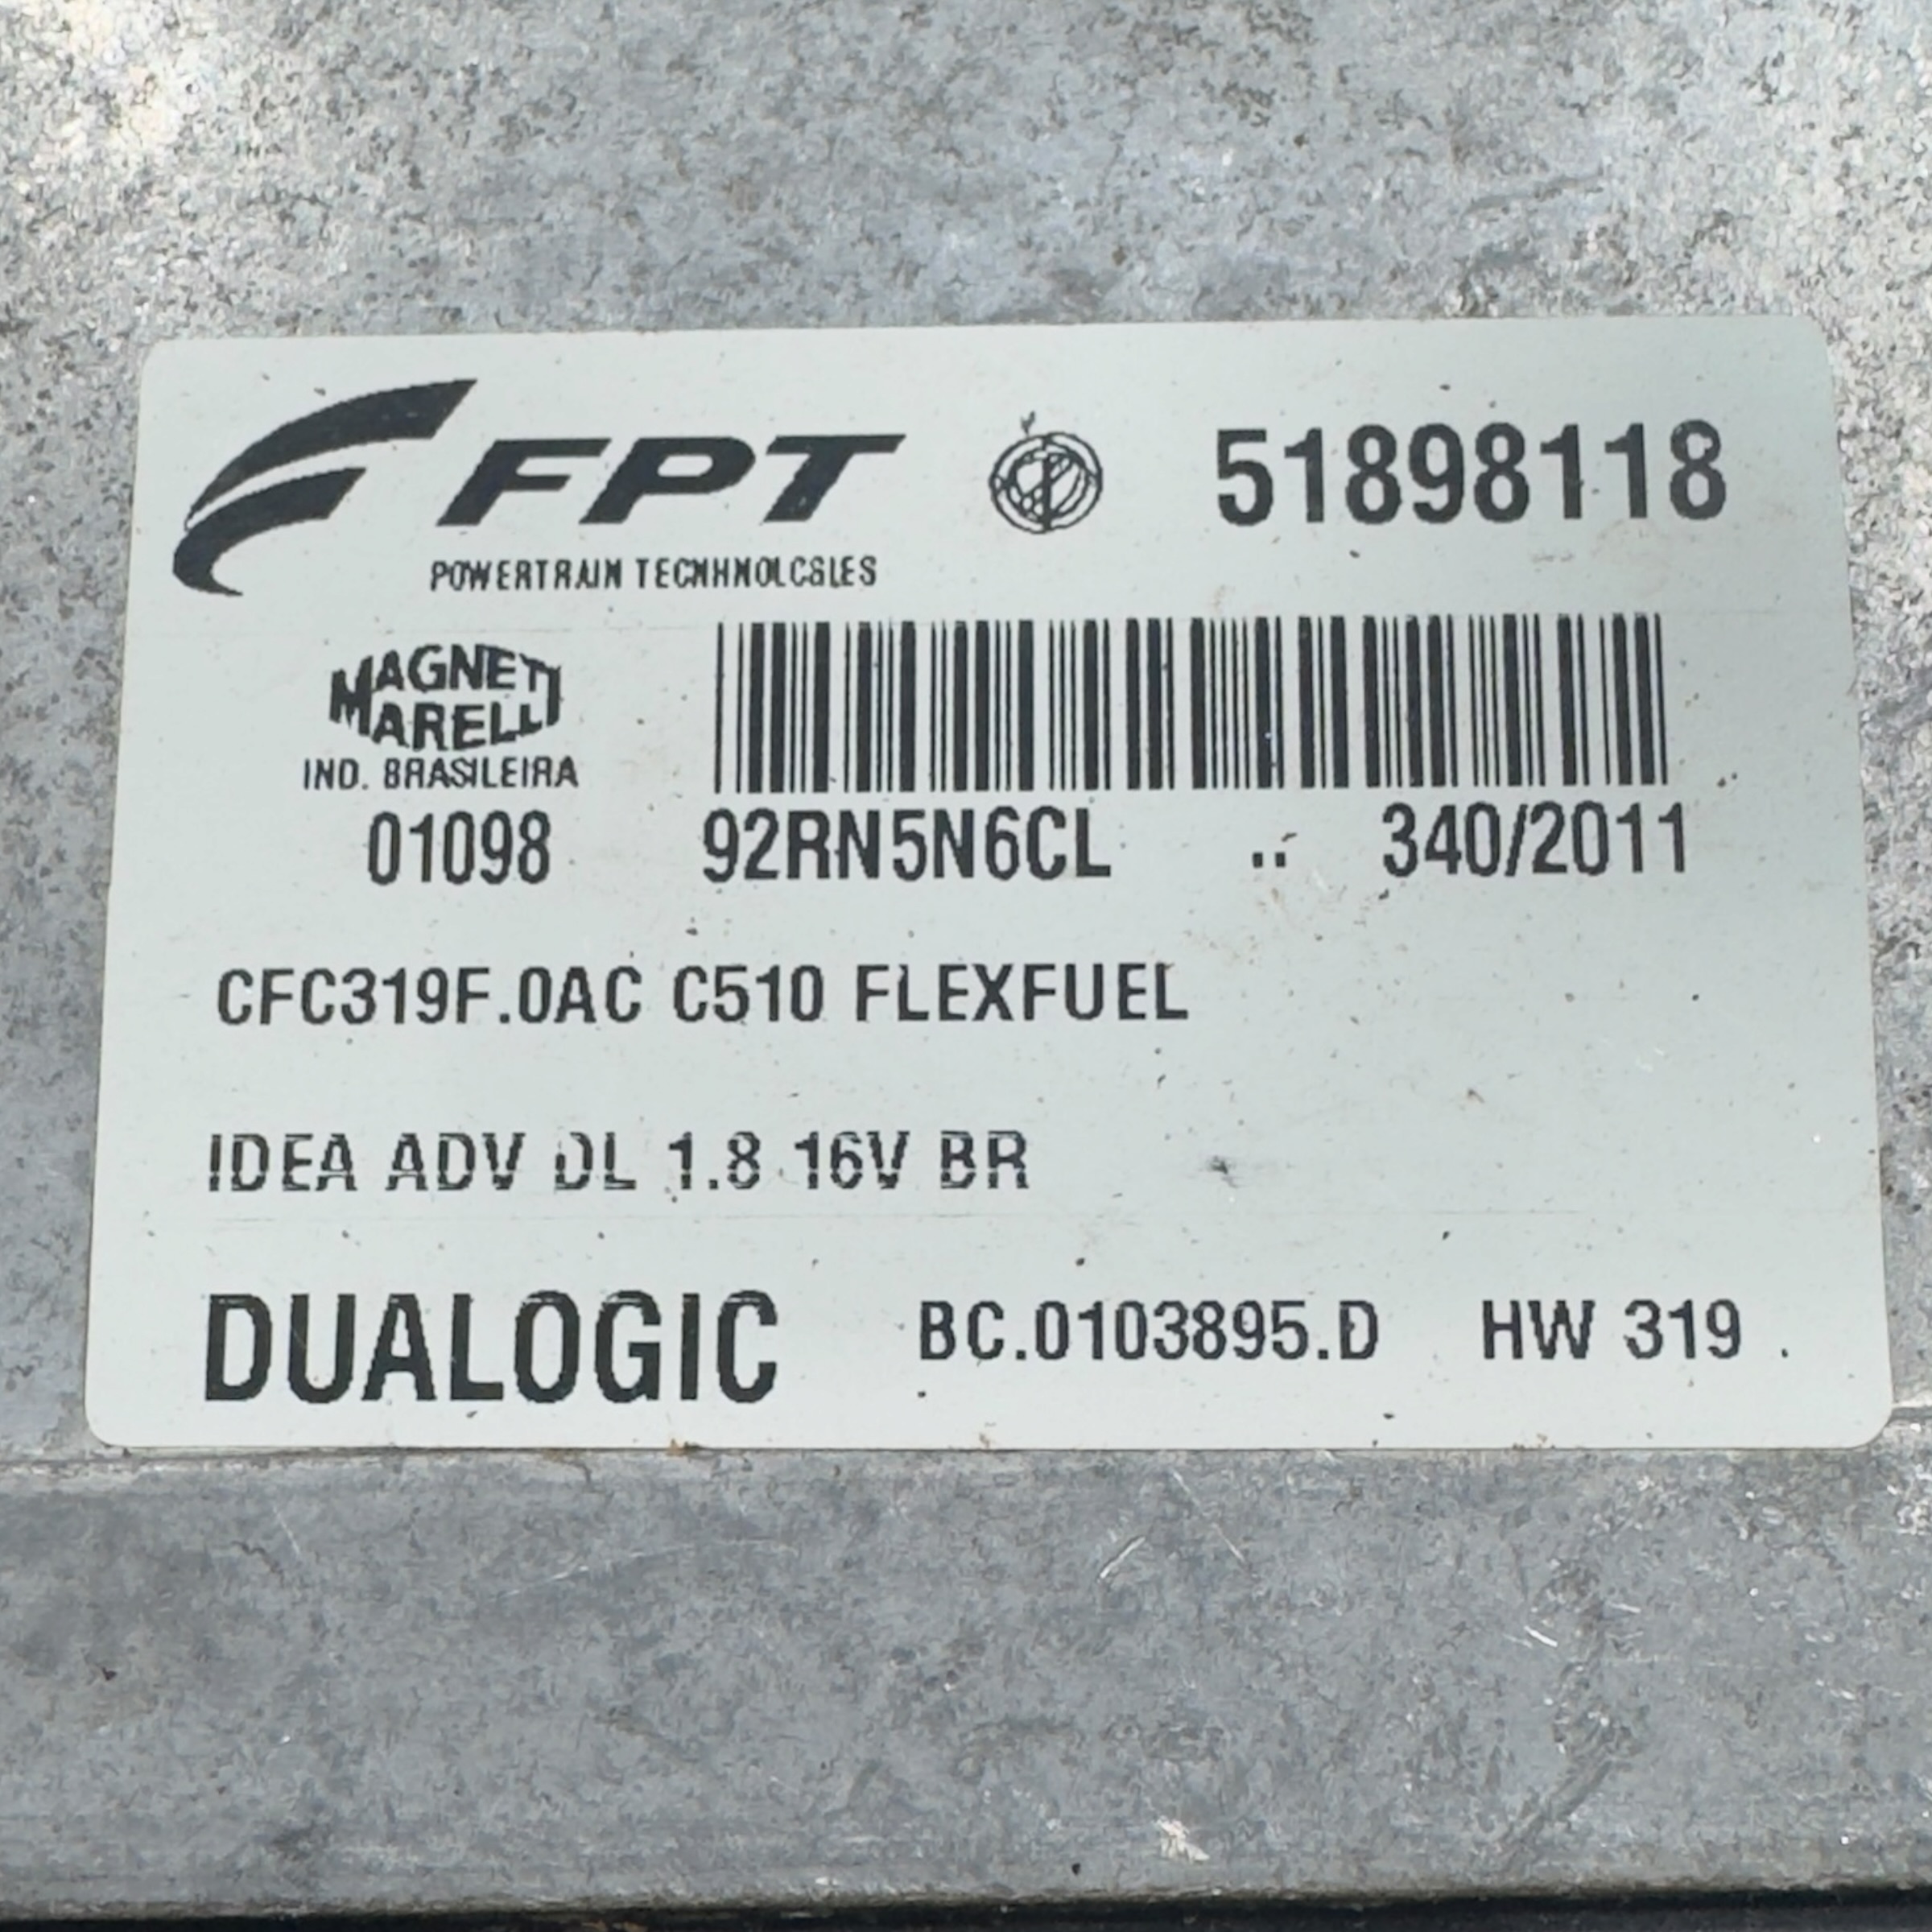 FPT 51898118
POWERTRAIN TECNHNOLCGLES
MAGNETI
MARELLI
IND. BRASILEIRA
01098 92RN5N6CL .. 340/2011
CFC319F.0AC C510 FLEXFUEL
IDEA ADV DL 1.8 16V BR
DUALOGIC BC.0103895.D HW 319 .